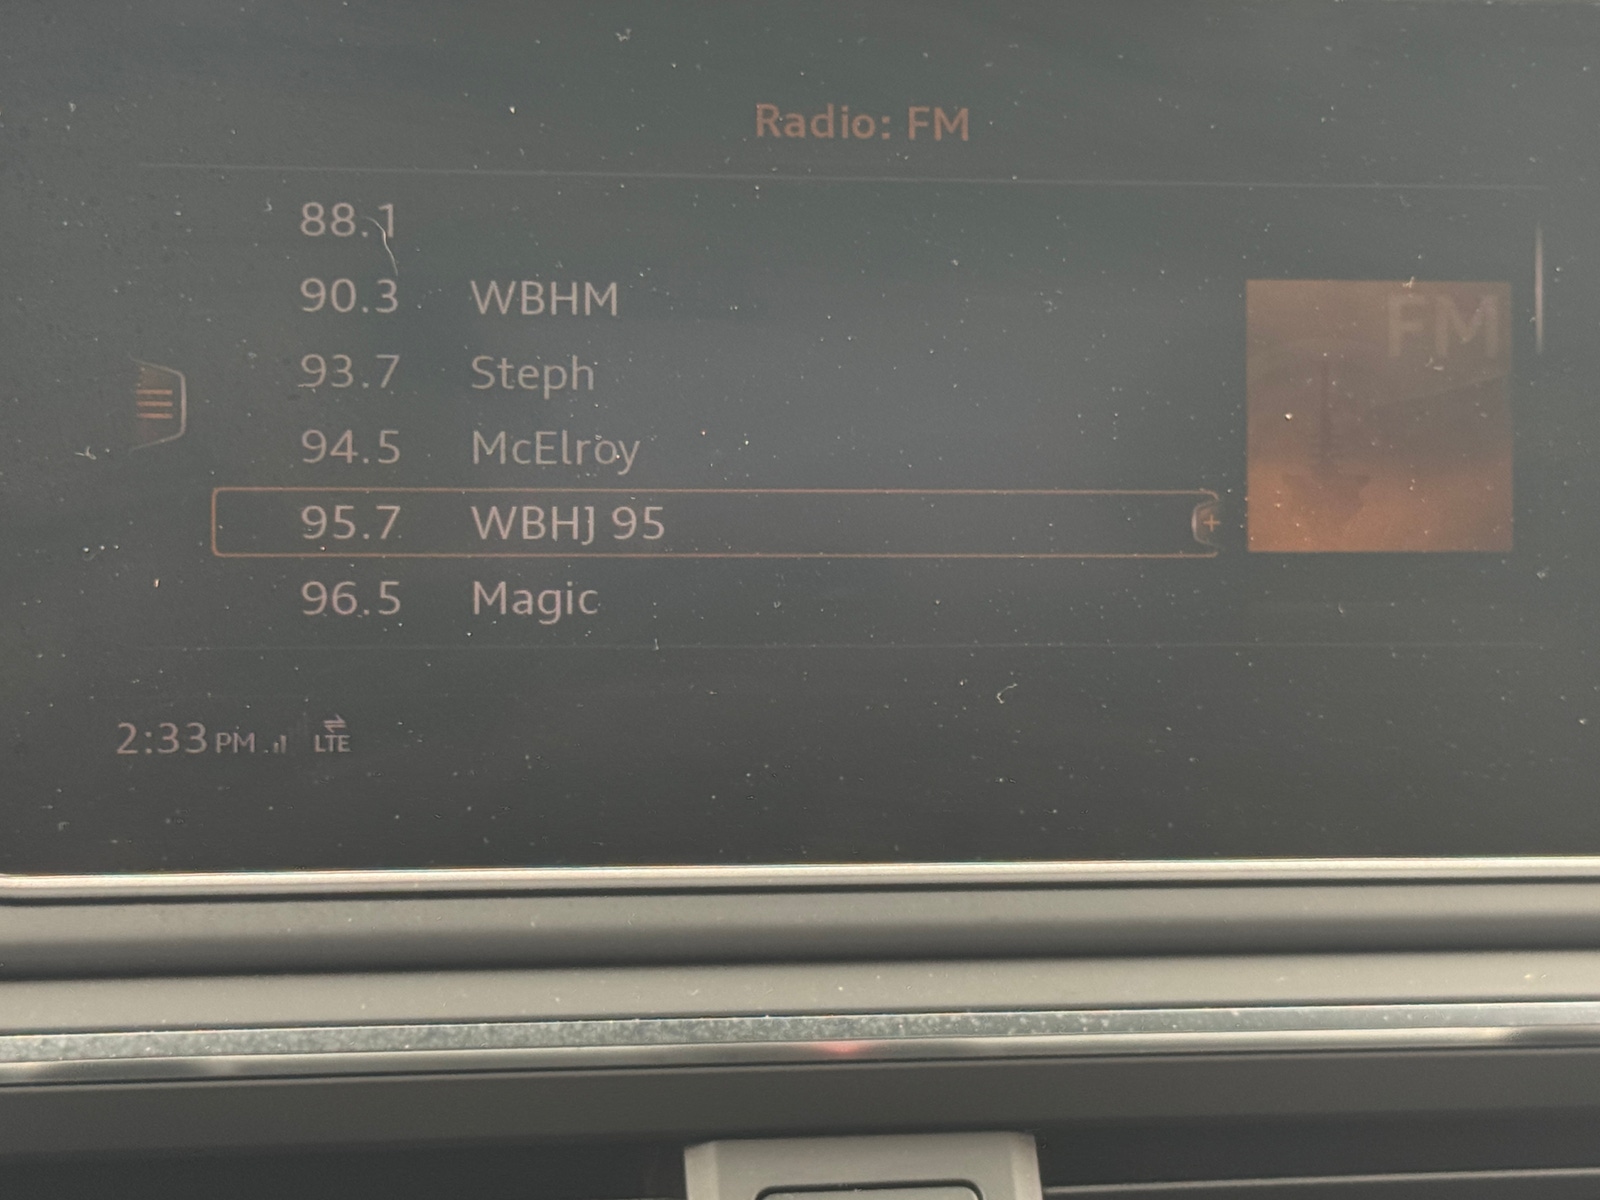 Radio: FM
88.1
90.3 WBHM
93.7 Steph
94.5 McElroy
95.7 WBHJ 95
96.5 Magic
FM
2:33 PM LTE